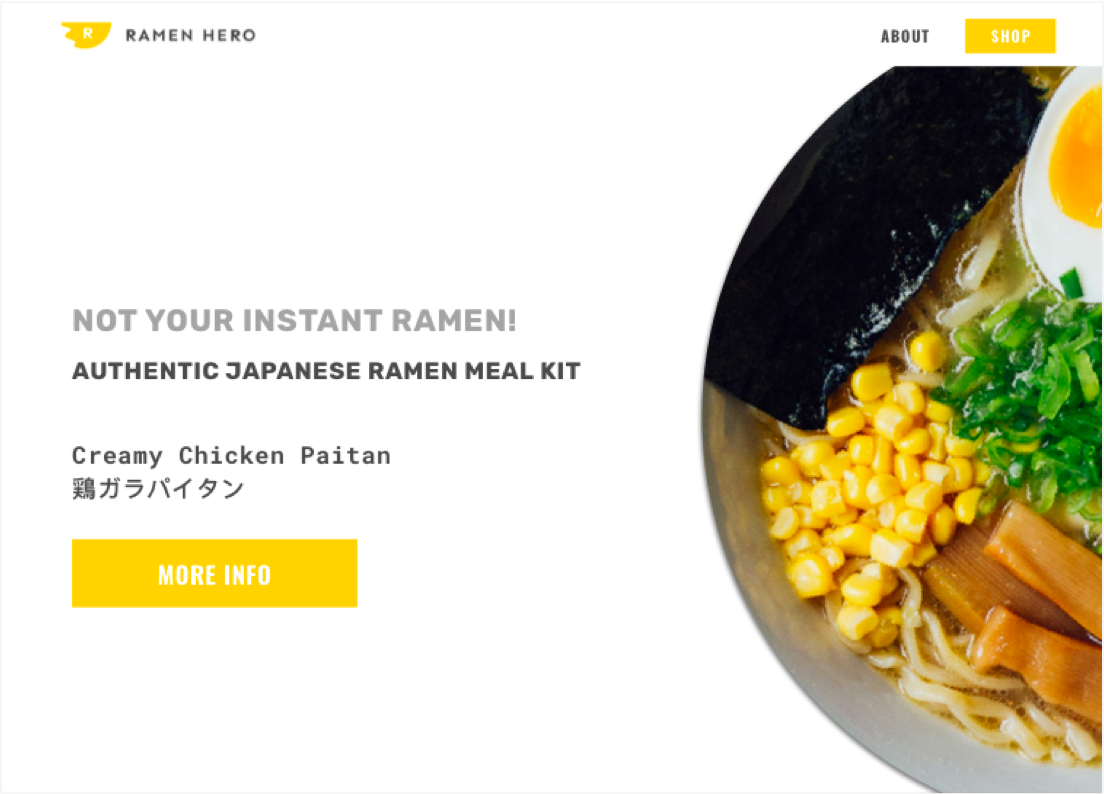 R
RAMEN HERO
ABOUT
SHOP
NOT YOUR INSTANT RAMEN!
AUTHENTIC JAPANESE RAMEN MEAL KIT
Creamy Chicken Paitan
鶏ガラパイタン
MORE INFO